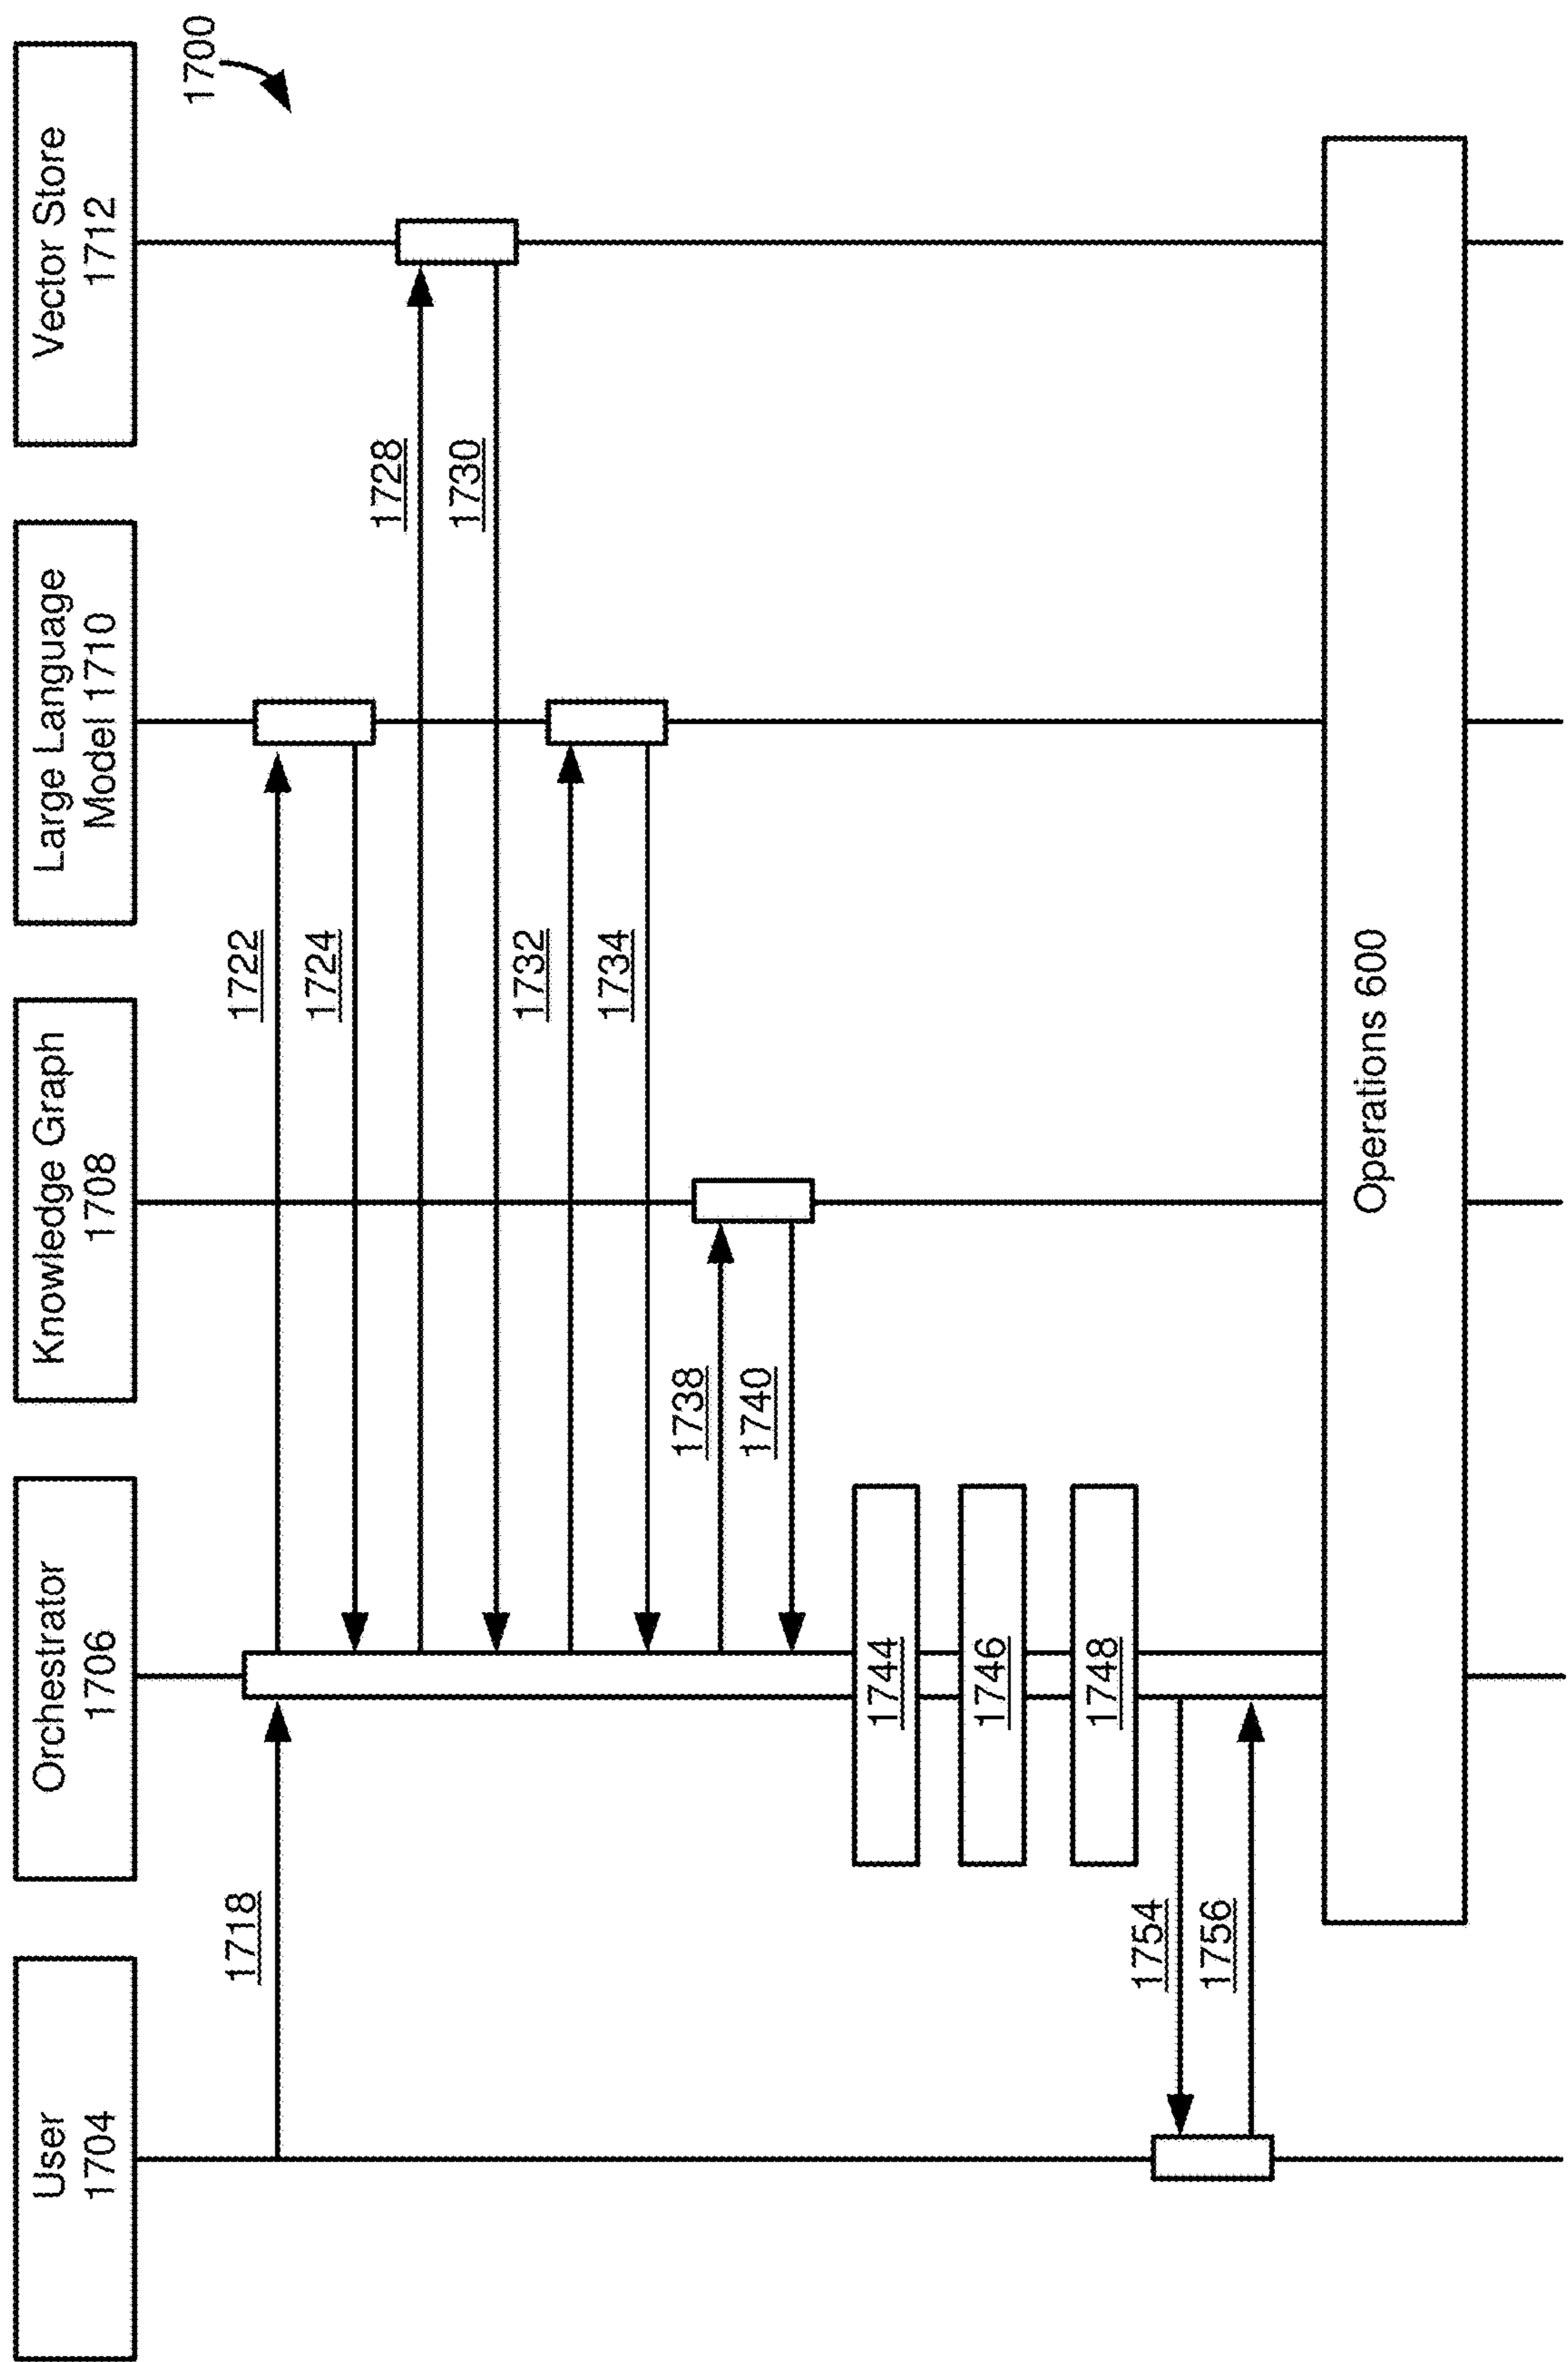 1700
User
1704
Orchestrator
1706
Knowledge Graph
1708
Large Language
Model 1710
Vector Store
1712
1718
1722
1724
1728
1730
1732
1734
1738
1740
1744
1746
1748
1754
1756
Operations 600